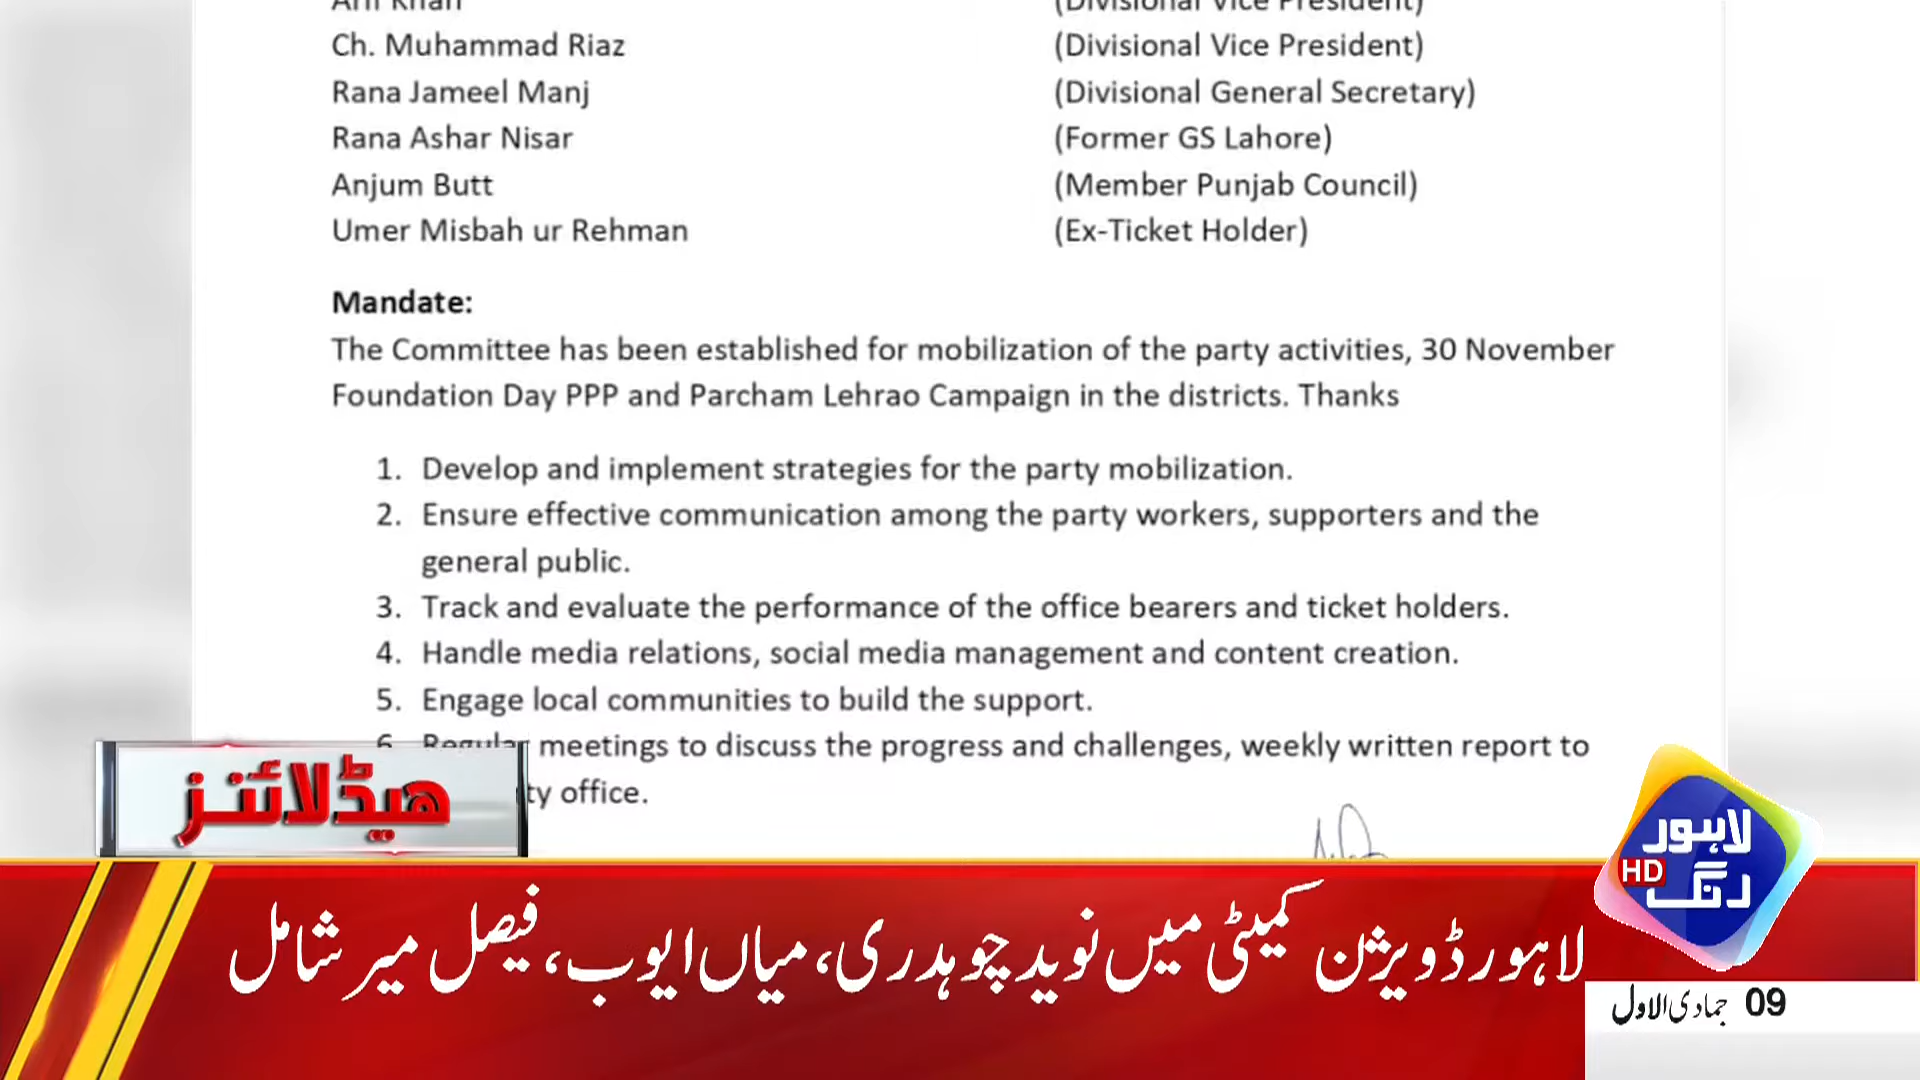 Arif Khan (Divisional Vice President)
Ch. Muhammad Riaz (Divisional Vice President)
Rana Jameel Manj (Divisional General Secretary)
Rana Ashar Nisar (Former GS Lahore)
Anjum Butt (Member Punjab Council)
Umer Misbah ur Rehman (Ex-Ticket Holder)
Mandate:
The Committee has been established for mobilization of the party activities, 30 November
Foundation Day PPP and Parcham Lehrao Campaign in the districts. Thanks
1. Develop and implement strategies for the party mobilization.
2. Ensure effective communication among the party workers, supporters and the
general public.
3. Track and evaluate the performance of the office bearers and ticket holders.
4. Handle media relations, social media management and content creation.
5. Engage local communities to build the support.
6. Regular meetings to discuss the progress and challenges, weekly written report to
office.
ہیڈلائنز
لاہور
رنگ
HD
لاہور ڈویژن کمیٹی میں نوید چوہدری، میاں ایوب، فیصل میر شامل
09 جمادی الاول